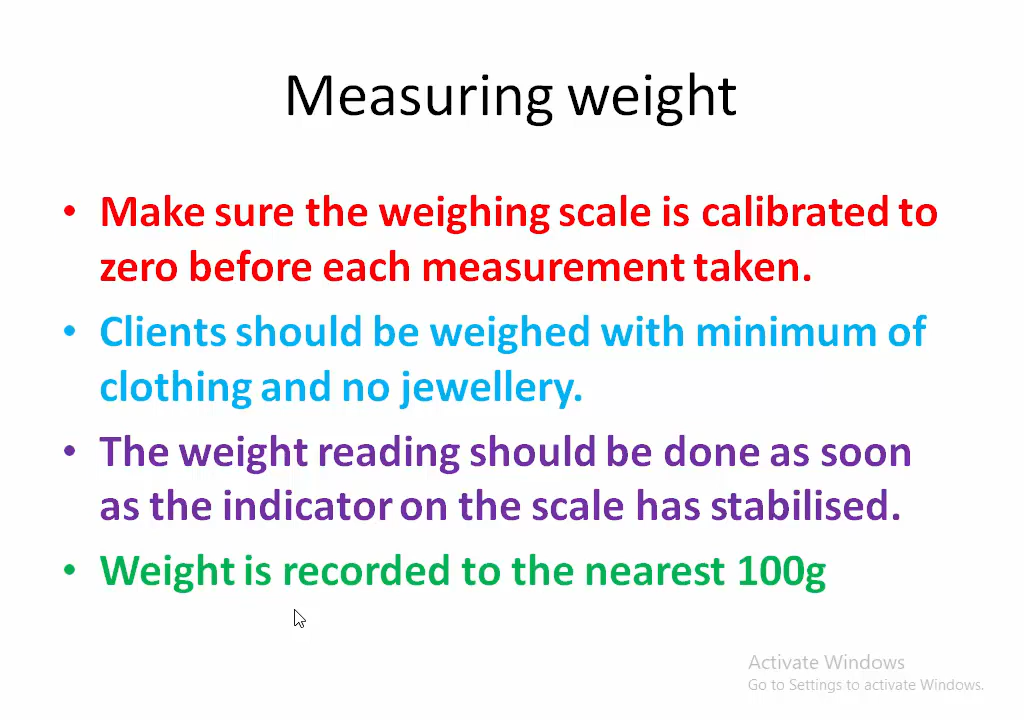 Measuring weight
• Make sure the weighing scale is calibrated to
zero before each measurement taken.
• Clients should be weighed with minimum of
clothing and no jewellery.
• The weight reading should be done as soon
as the indicator on the scale has stabilised.
• Weight is recorded to the nearest 100g
Activate Windows
Go to Settings to activate Windows.